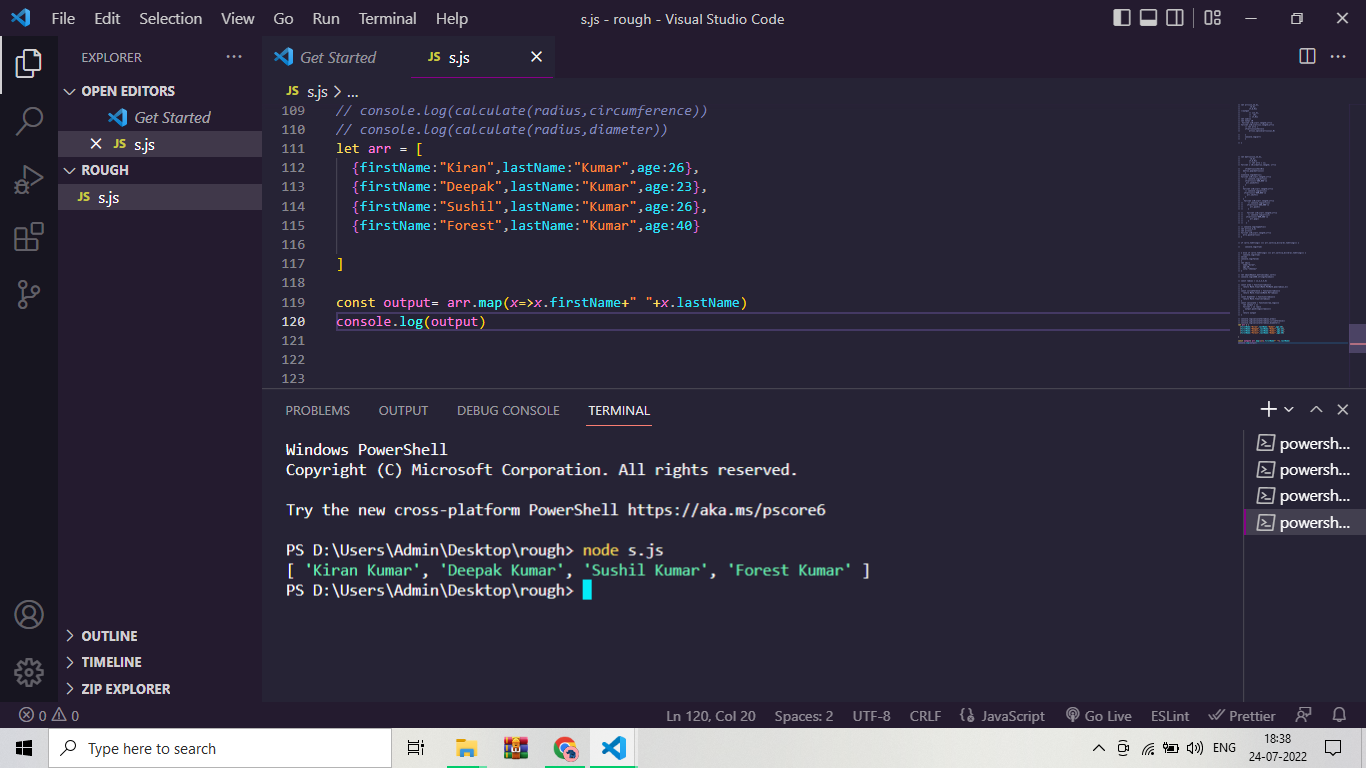 File Edit Selection View Go Run Terminal Help s.js - rough - Visual Studio Code
EXPLORER
OPEN EDITORS
Get Started
JS s.js
ROUGH
JS s.js
OUTLINE
TIMELINE
ZIP EXPLORER
Get Started JS s.js
JS s.js > ...
109 // console.log(calculate(radius,circumference))
110 // console.log(calculate(radius,diameter))
111 let arr = [
112 {firstName:"Kiran",lastName:"Kumar",age:26},
113 {firstName:"Deepak",lastName:"Kumar",age:23},
114 {firstName:"Sushil",lastName:"Kumar",age:26},
115 {firstName:"Forest",lastName:"Kumar",age:40}
116
117 ]
118
119 const output= arr.map(x=>x.firstName+" "+x.lastName)
120 console.log(output)
121
122
123
PROBLEMS OUTPUT DEBUG CONSOLE TERMINAL
Windows PowerShell
Copyright (C) Microsoft Corporation. All rights reserved.
Try the new cross-platform PowerShell https://aka.ms/pscore6
PS D:\Users\Admin\Desktop\rough> node s.js
[ 'Kiran Kumar', 'Deepak Kumar', 'Sushil Kumar', 'Forest Kumar' ]
PS D:\Users\Admin\Desktop\rough>
powersh...
powersh...
powersh...
powersh...
0 0 Ln 120, Col 20 Spaces: 2 UTF-8 CRLF {} JavaScript Go Live ESLint Prettier
Type here to search
ENG
18:38
24-07-2022